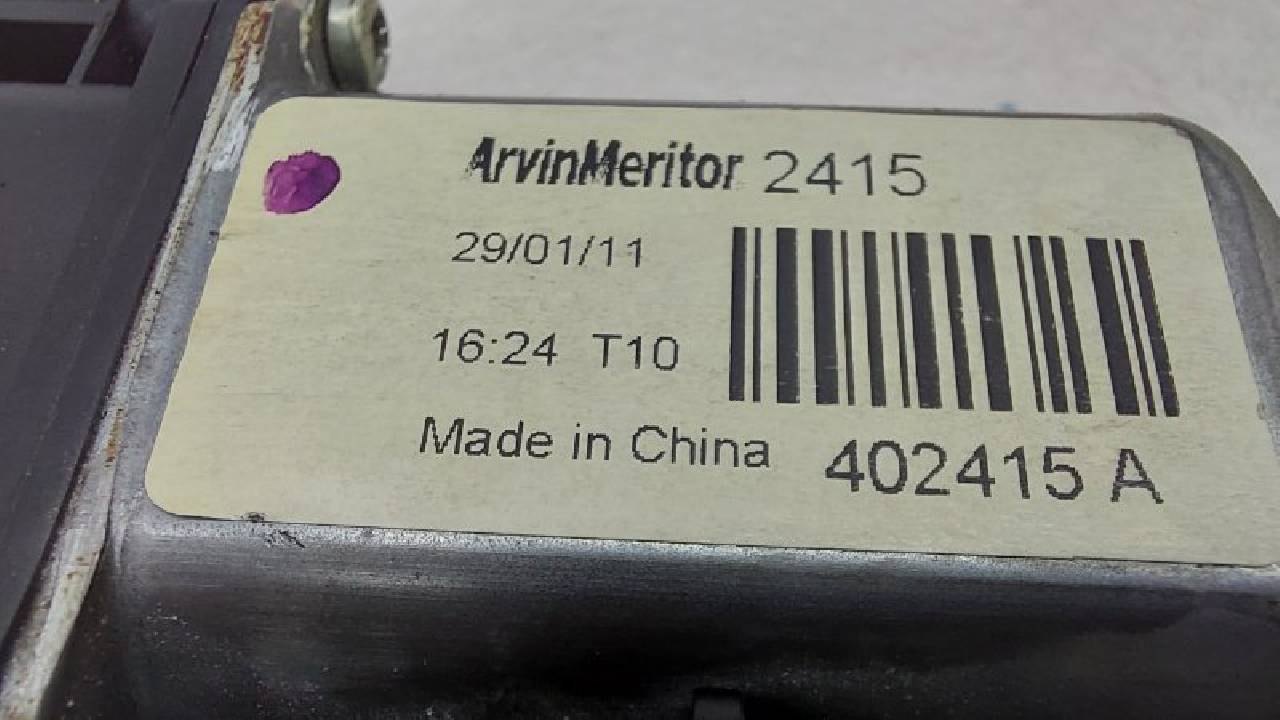 ArvinMeritor 2415
29/01/11
16:24 T10
Made in China
402415 A